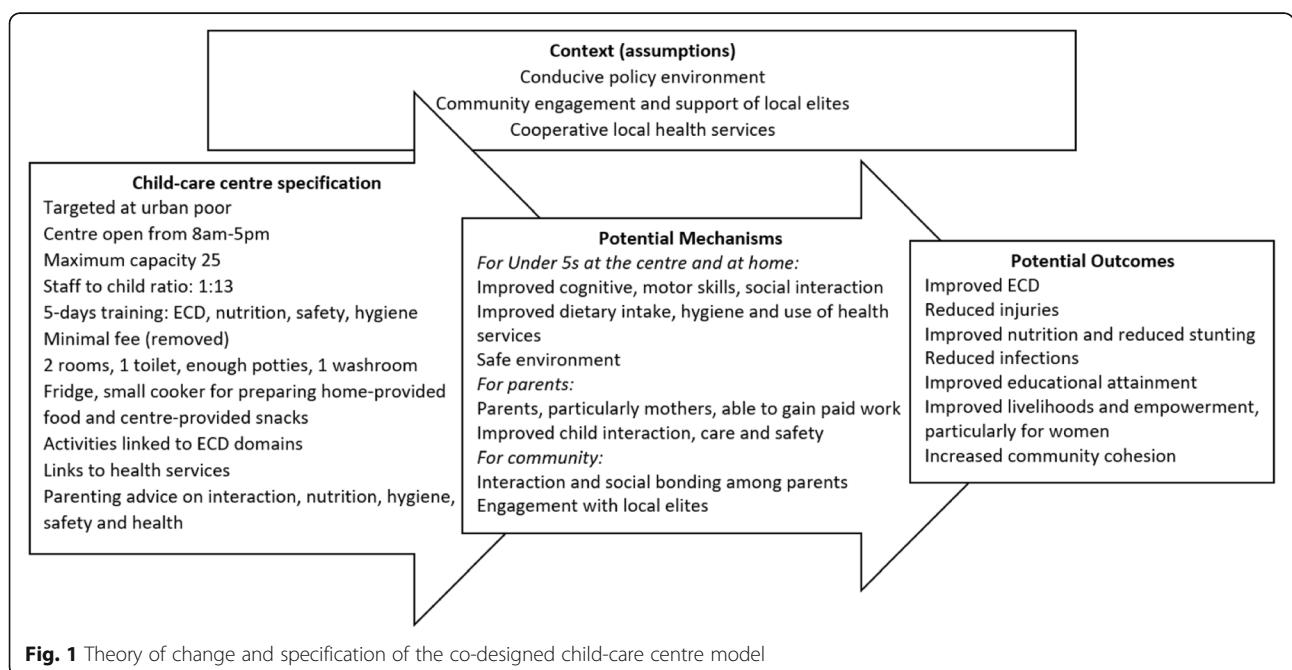 Context (assumptions)
Conducive policy environment
Community engagement and support of local elites
Cooperative local health services
Child-care centre specification
Targeted at urban poor
Centre open from 8am-5pm
Maximum capacity 25
Staff to child ratio: 1:13
5-days training: ECD, nutrition, safety, hygiene
Minimal fee (removed)
2 rooms, 1 toilet, enough potties, 1 washroom
Fridge, small cooker for preparing home-provided
food and centre-provided snacks
Activities linked to ECD domains
Links to health services
Parenting advice on interaction, nutrition, hygiene,
safety and health
Potential Mechanisms
For Under 5s at the centre and at home:
Improved cognitive, motor skills, social interaction
Improved dietary intake, hygiene and use of health
services
Safe environment
For parents:
Parents, particularly mothers, able to gain paid work
Improved child interaction, care and safety
For community:
Interaction and social bonding among parents
Engagement with local elites
Potential Outcomes
Improved ECD
Reduced injuries
Improved nutrition and reduced stunting
Reduced infections
Improved educational attainment
Improved livelihoods and empowerment,
particularly for women
Increased community cohesion
Fig. 1 Theory of change and specification of the co-designed child-care centre model